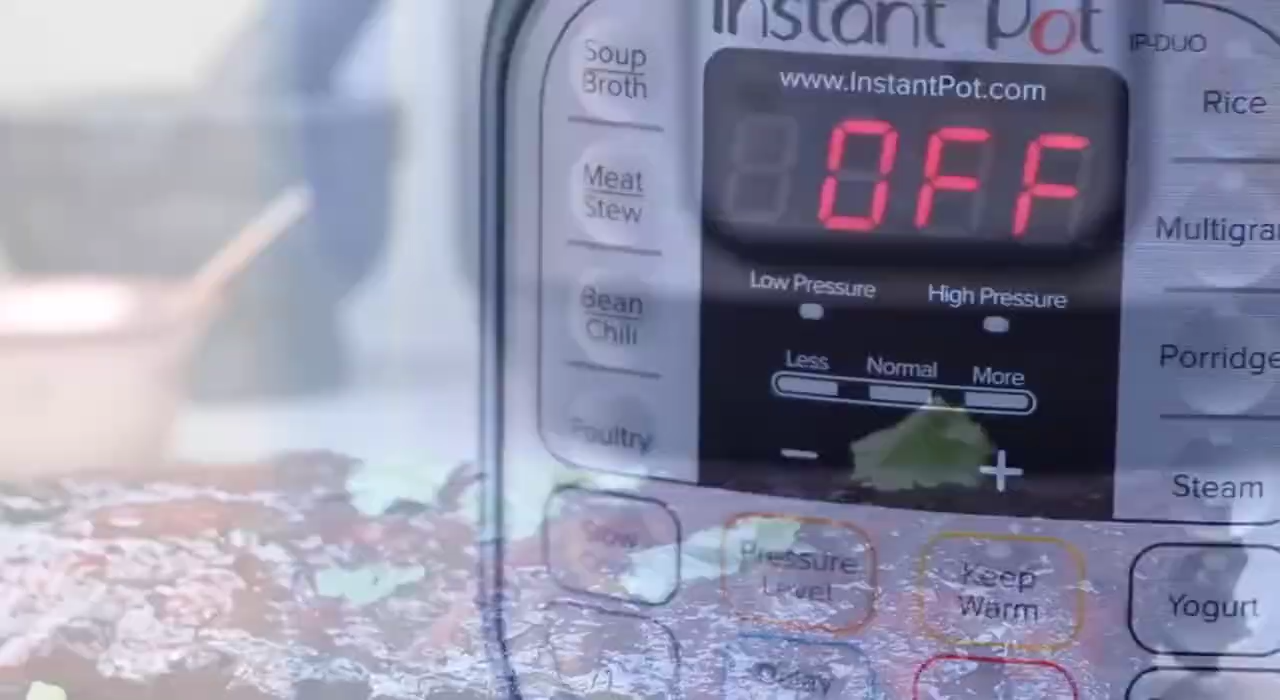 Instant Pot
IP-DUO
www.InstantPot.com
OFF
Soup
Broth
Meat
Stew
Bean
Chili
Poultry
Low Pressure
High Pressure
Less
Normal
More
- +
Rice
Porridge
Steam
Pressure
Level
Keep
Warm
Yogurt